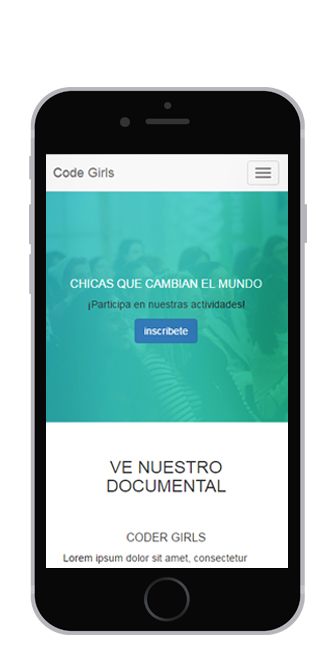 Code Girls
CHICAS QUE CAMBIAN EL MUNDO
¡Participa en nuestras actividades!
inscribete
VE NUESTRO
DOCUMENTAL
CODER GIRLS
Lorem ipsum dolor sit amet, consectetur